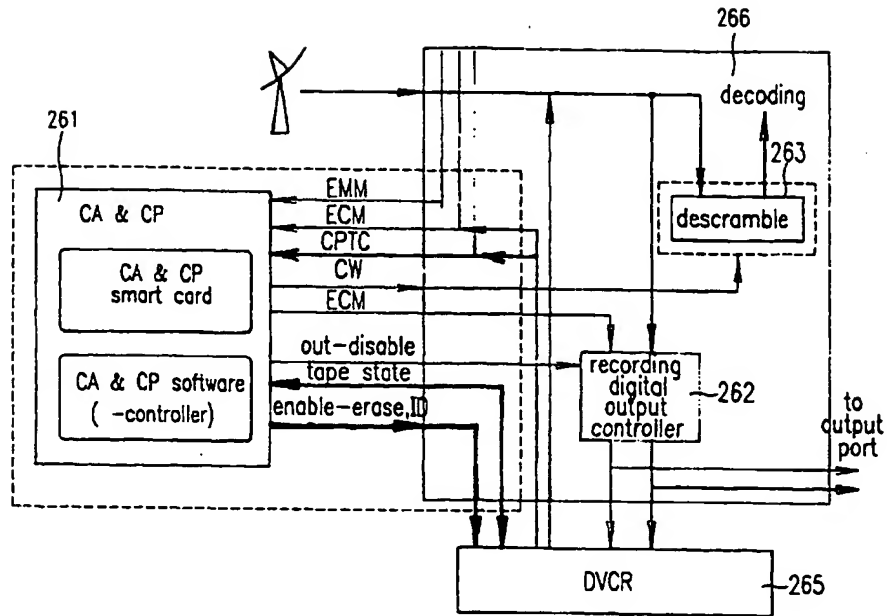 266
decoding
261
263
EMM
CA & CP
ECM
descramble
CPTC
CA & CP
smart card
CW
ECM
out-disable
tape state
recording
digital
output
controller
262
CA & CP software
( -controller)
enable-erase,ID
to
output
port
DVCR
265